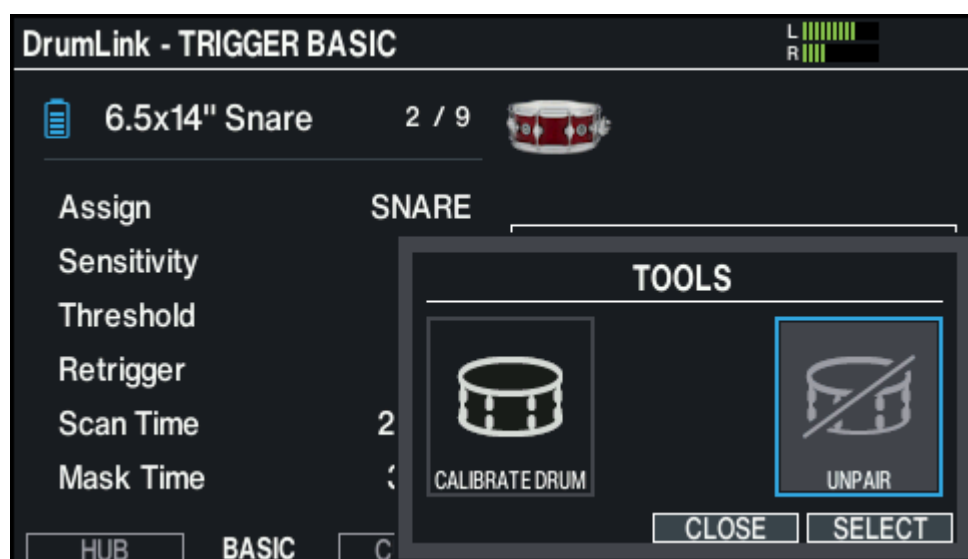 DrumLink - TRIGGER BASIC
L
R
6.5x14" Snare 2 / 9
Assign SNARE
Sensitivity
Threshold
Retrigger
Scan Time 2
Mask Time
TOOLS
CALIBRATE DRUM UNPAIR
CLOSE SELECT
HUB BASIC C